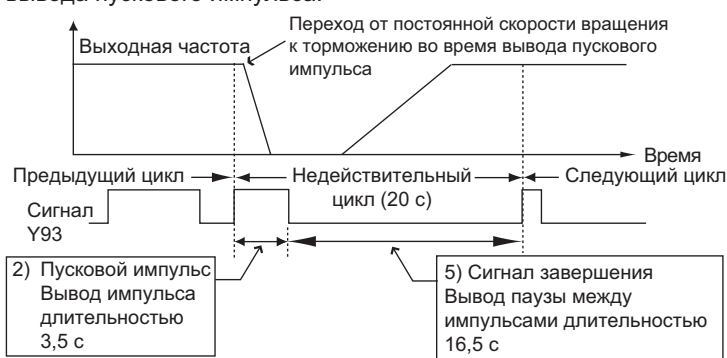 вывода пускового импульса.
Выходная частота
Переход от постоянной скорости вращения
к торможению во время вывода пускового
импульса
Время
Предыдущий цикл
Недействительный
цикл (20 с)
Следующий цикл
Сигнал
Y93
2) Пусковой импульс
Вывод импульса
длительностью
3,5 с
5) Сигнал завершения
Вывод паузы между
импульсами длительностью
16,5 с